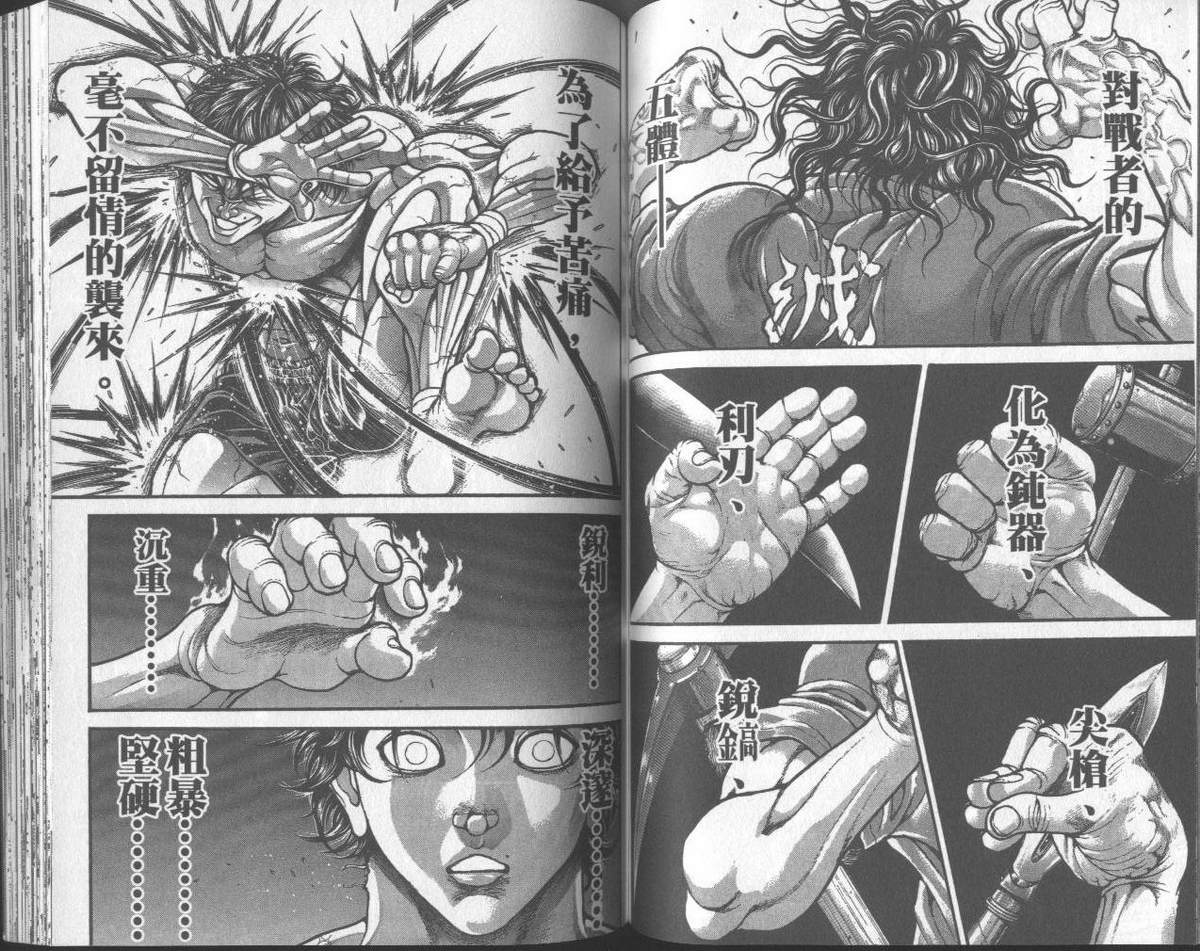 對戰者的
五體——
化為鈍器、
利刃、
尖槍、
銳鎬、
為了給予苦痛，
毫不留情的襲來。
銳利………
沉重………
深邃………
粗暴………
堅硬………